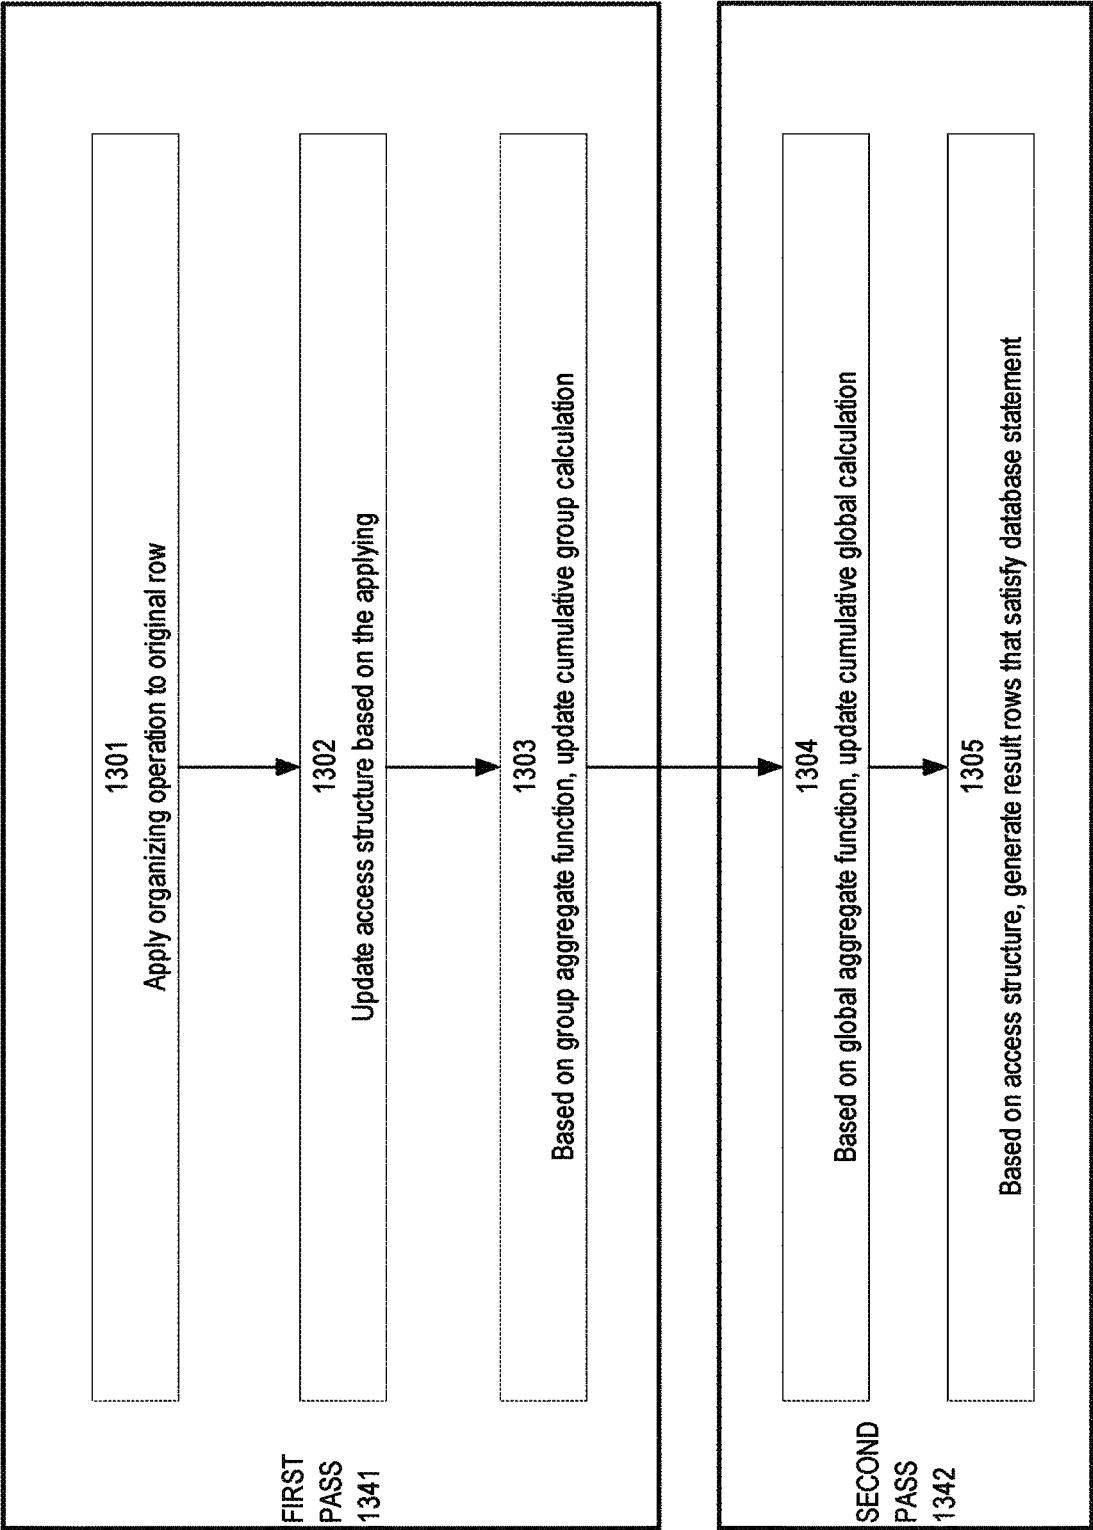 FIRST
PASS
1341
1301
Apply organizing operation to original row
1302
Update access structure based on the applying
1303
Based on group aggregate function, update cumulative group calculation
SECOND
PASS
1342
1304
Based on global aggregate function, update cumulative global calculation
1305
Based on access structure, generate result rows that satisfy database statement